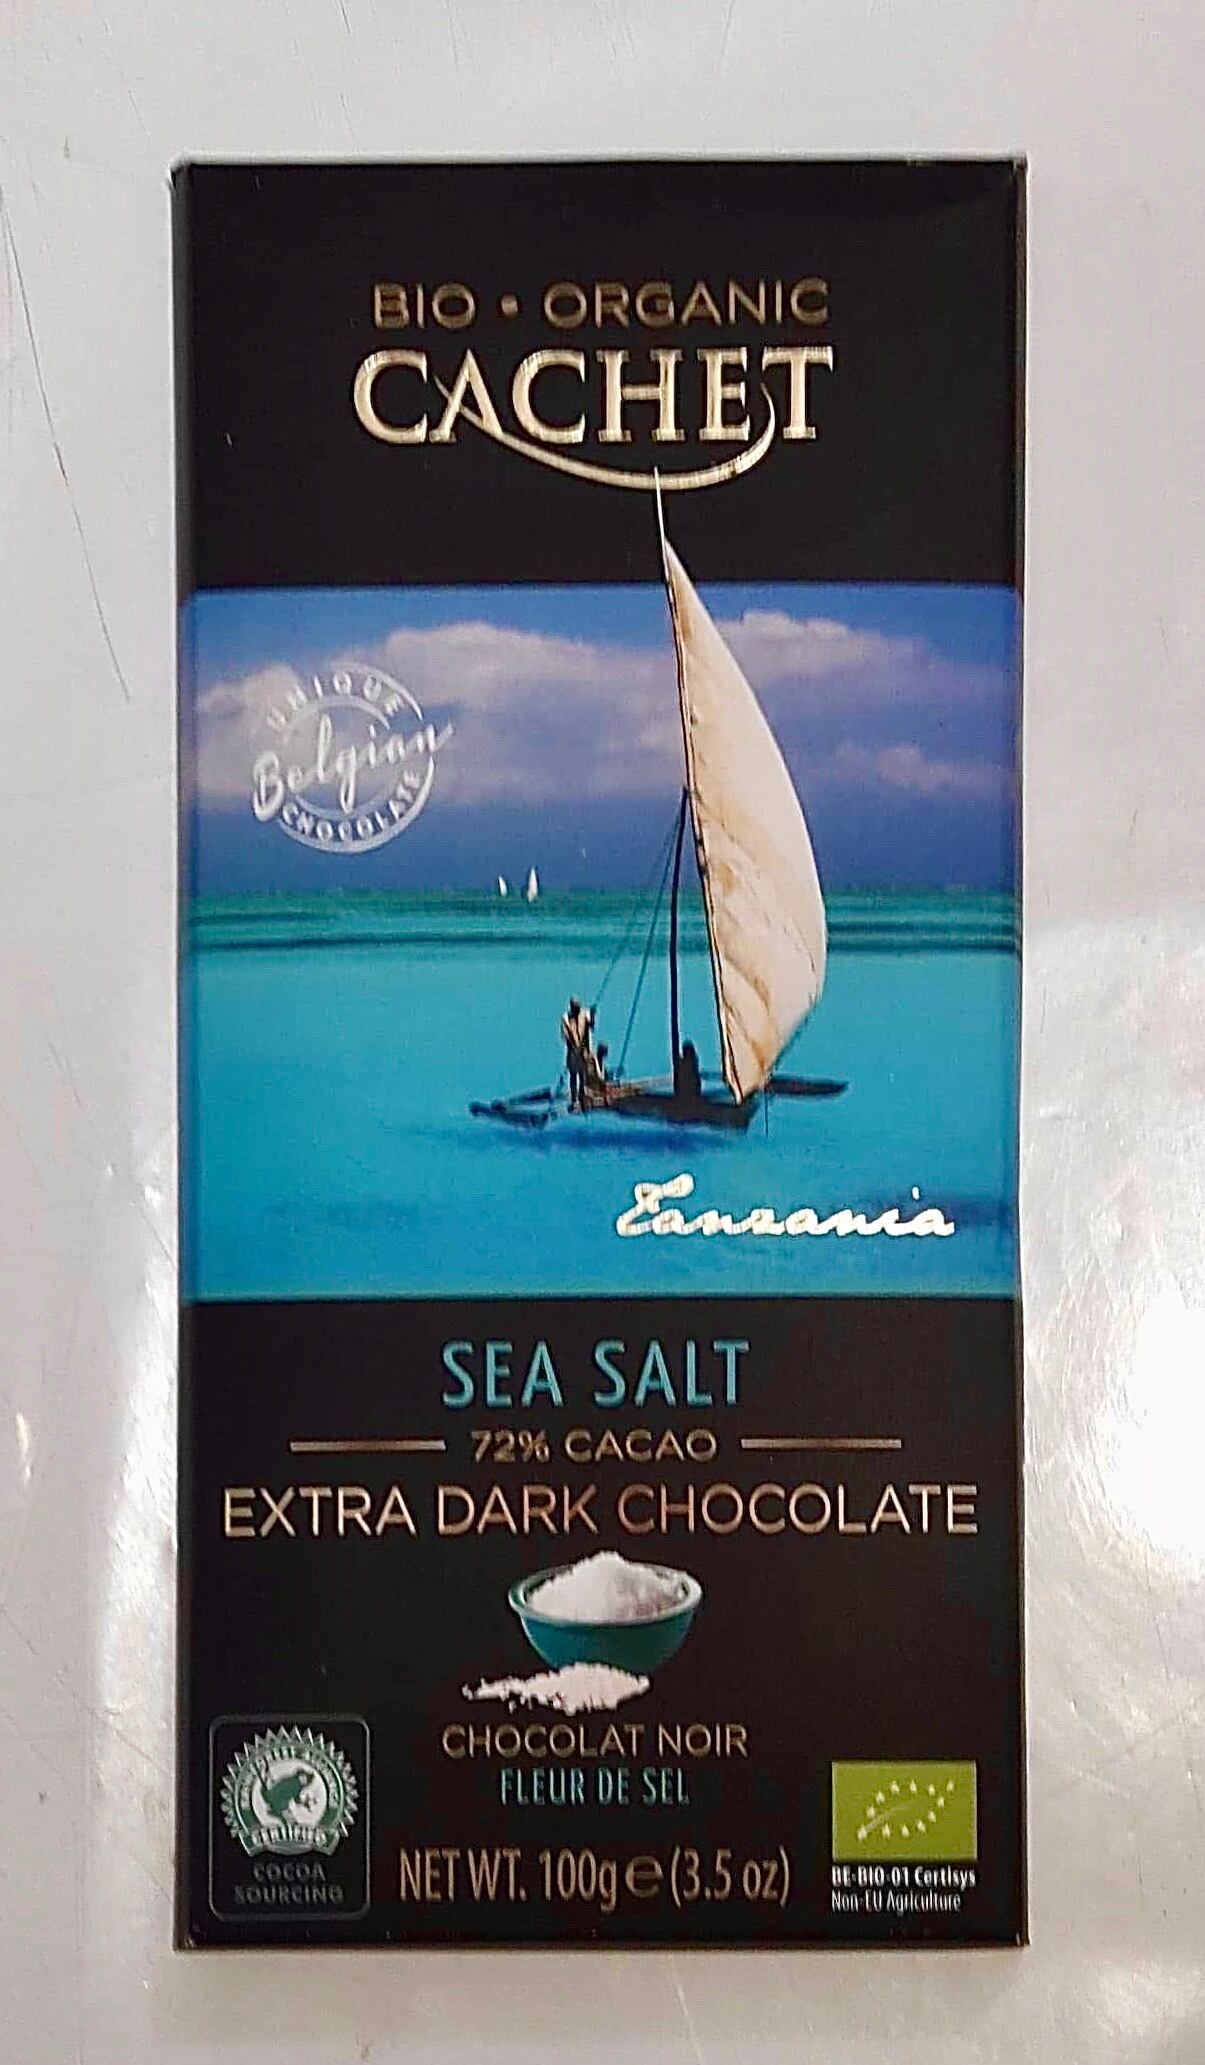 BIO • ORGANIC
CACHET
UNIQUE
Belgian
CHOCOLATE
Tanzania
SEA SALT
72% CACAO
EXTRA DARK CHOCOLATE
CHOCOLAT NOIR
FLEUR DE SEL
CERTIFIED
COCOA
SOURCING
NET WT. 100g e (3.5 oz)
BE-BIO-01 Certisys
Non-EU Agriculture